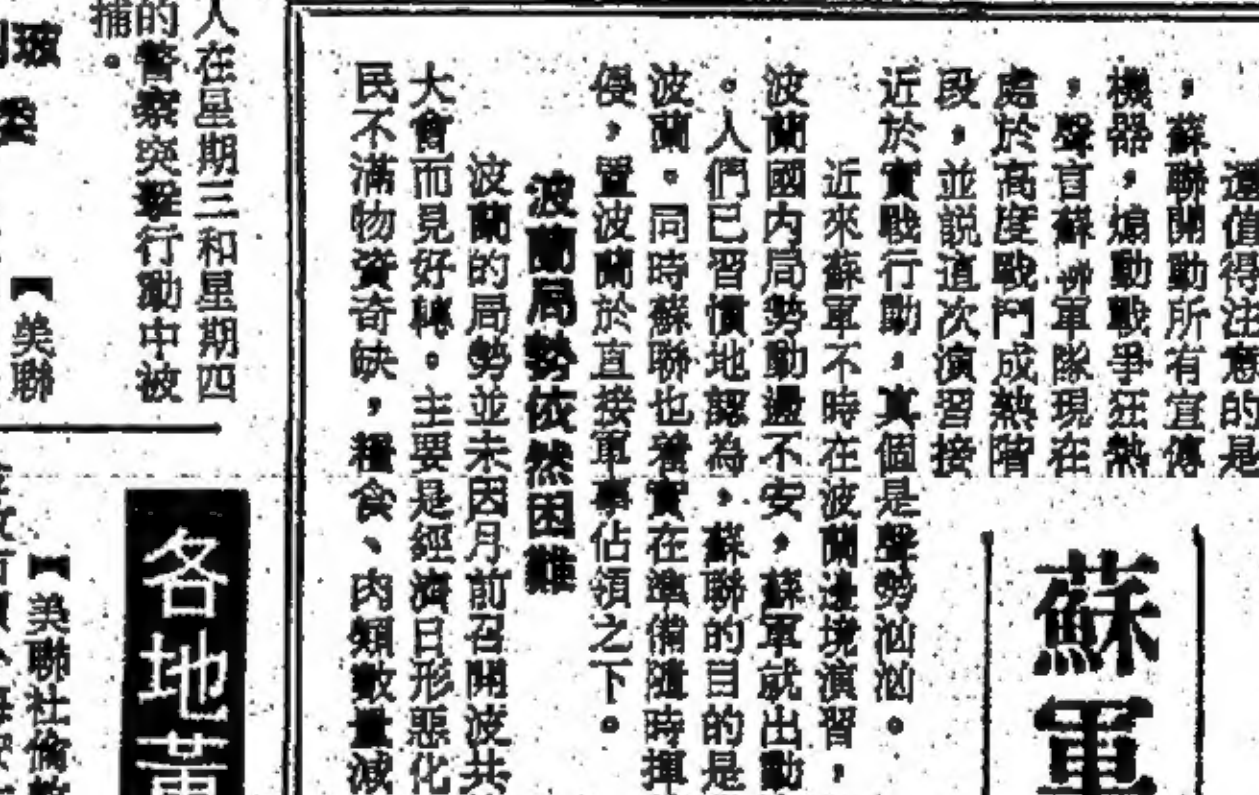 還值得注意的是
，蘇聯開動所有宣傳
機器，煽動戰爭狂熱
，聲言蘇聯軍隊現在
處於高度戰鬥成熟階
段，並說這次演習接
近於實戰行動，真個是聲勢汹汹。
近來蘇軍不時在波蘭邊境演習，
波蘭國內局勢動盪不安，蘇軍就出動
。人們已習慣地認為，蘇聯的目的是
波蘭。同時蘇聯也着實在準備隨時揮
侵，置波蘭於直接軍事佔領之下。
波蘭局勢依然困難
波蘭的局勢並未因月前召開波共
大會而見好轉。主要是經濟日形惡化
民不滿物資奇缺，糧食、肉類數量減
蘇軍
人在星期三和星期四
的警察突擊行動中被
捕。
【美聯
各地
【美聯社倫敦